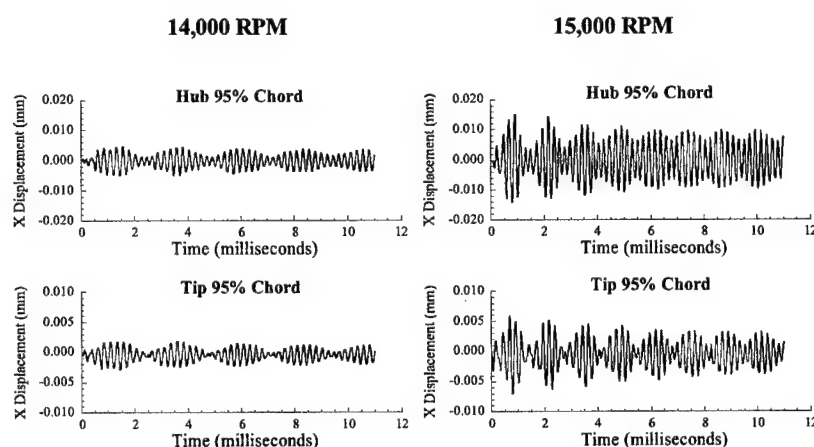 14,000 RPM
15,000 RPM
Hub 95% Chord
X Displacement (mm)
0.020
0.010
0.000
-0.010
-0.020
0 2 4 6 8 10 12
Time (milliseconds)
Hub 95% Chord
X Displacement (mm)
0.020
0.010
0.000
-0.010
-0.020
0 2 4 6 8 10 12
Time (milliseconds)
Tip 95% Chord
X Displacement (mm)
0.010
0.005
0.000
-0.005
-0.010
0 2 4 6 8 10 12
Time (milliseconds)
Tip 95% Chord
X Displacement (mm)
0.010
0.005
0.000
-0.005
-0.010
0 2 4 6 8 10 12
Time (milliseconds)